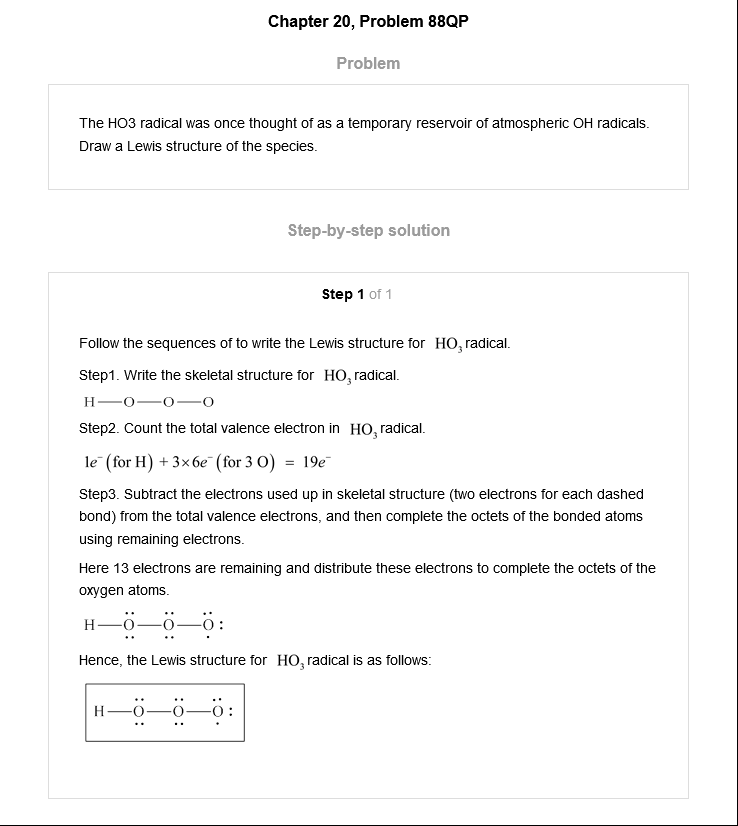 Chapter 20, Problem 88QP
Problem
The HO3 radical was once thought of as a temporary reservoir of atmospheric OH radicals.
Draw a Lewis structure of the species.
Step-by-step solution
Step 1 of 1
Follow the sequences of to write the Lewis structure for HO₃ radical.
Step1. Write the skeletal structure for HO₃ radical.
H—O—O—O
Step2. Count the total valence electron in HO₃ radical.
1e⁻ (for H) + 3×6e⁻ (for 3 O) = 19e⁻
Step3. Subtract the electrons used up in skeletal structure (two electrons for each dashed
bond) from the total valence electrons, and then complete the octets of the bonded atoms
using remaining electrons.
Here 13 electrons are remaining and distribute these electrons to complete the octets of the
oxygen atoms.
H—O—O—O:
Hence, the Lewis structure for HO₃ radical is as follows:
H—O—O—O: